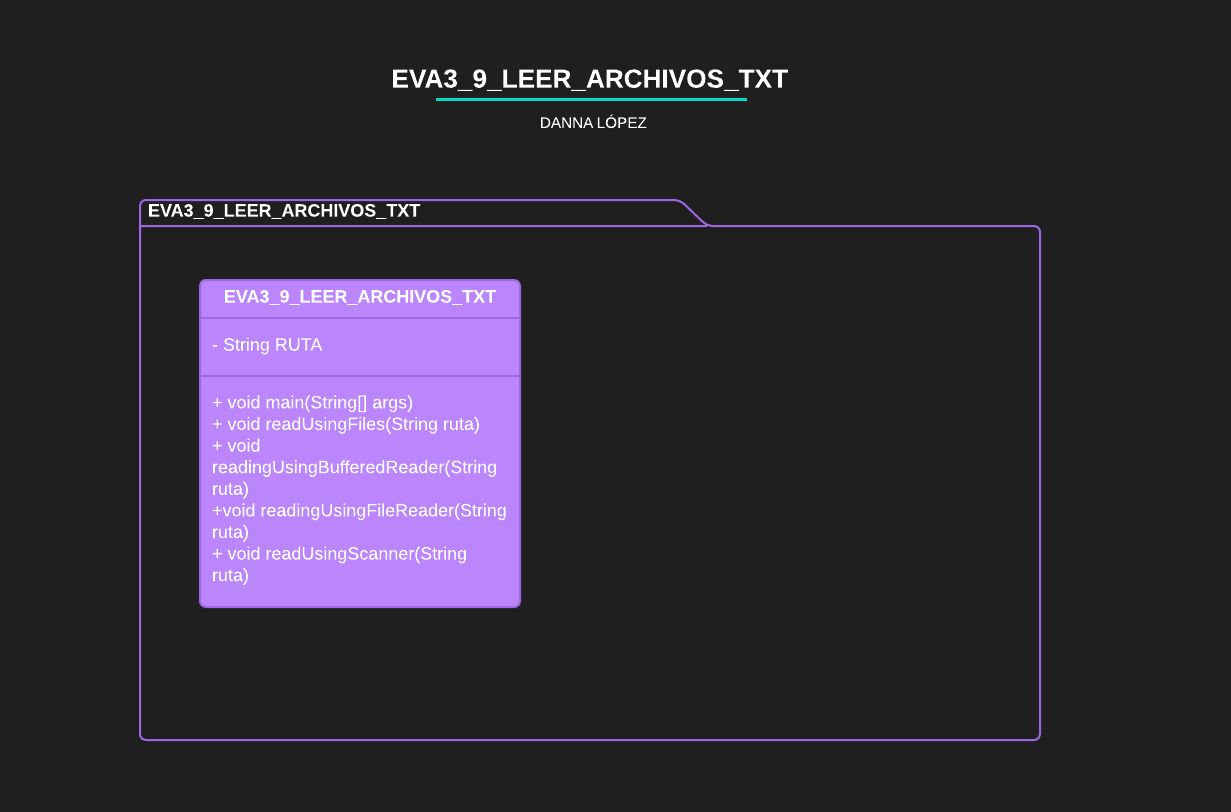 EVA3_9_LEER_ARCHIVOS_TXT
DANNA LÓPEZ
EVA3_9_LEER_ARCHIVOS_TXT
EVA3_9_LEER_ARCHIVOS_TXT
- String RUTA
+ void main(String[] args)
+ void readUsingFiles(String ruta)
+ void
readingUsingBufferedReader(String
ruta)
+void readingUsingFileReader(String
ruta)
+ void readUsingScanner(String
ruta)